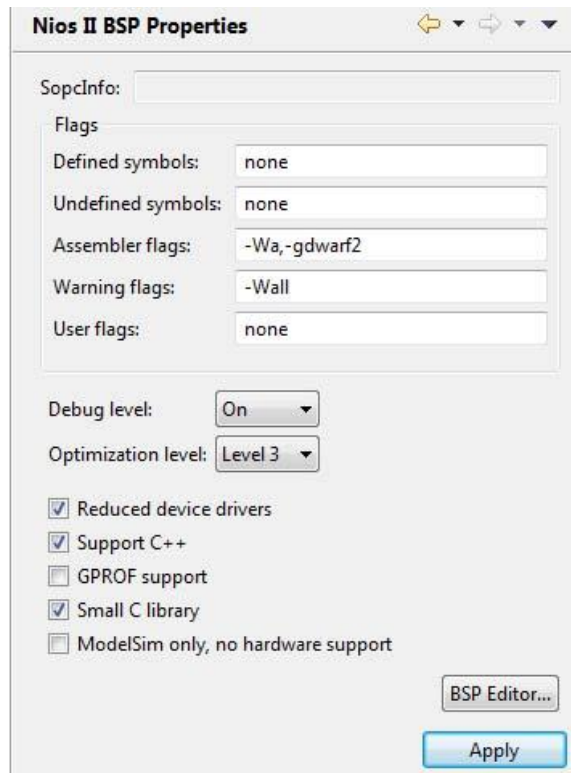 Nios II BSP Properties
SopcInfo:
Flags
Defined symbols: none
Undefined symbols: none
Assembler flags: -Wa,-gdwarf2
Warning flags: -Wall
User flags: none
Debug level: On
Optimization level: Level 3
Reduced device drivers
Support C++
GPROF support
Small C library
ModelSim only, no hardware support
BSP Editor...
Apply